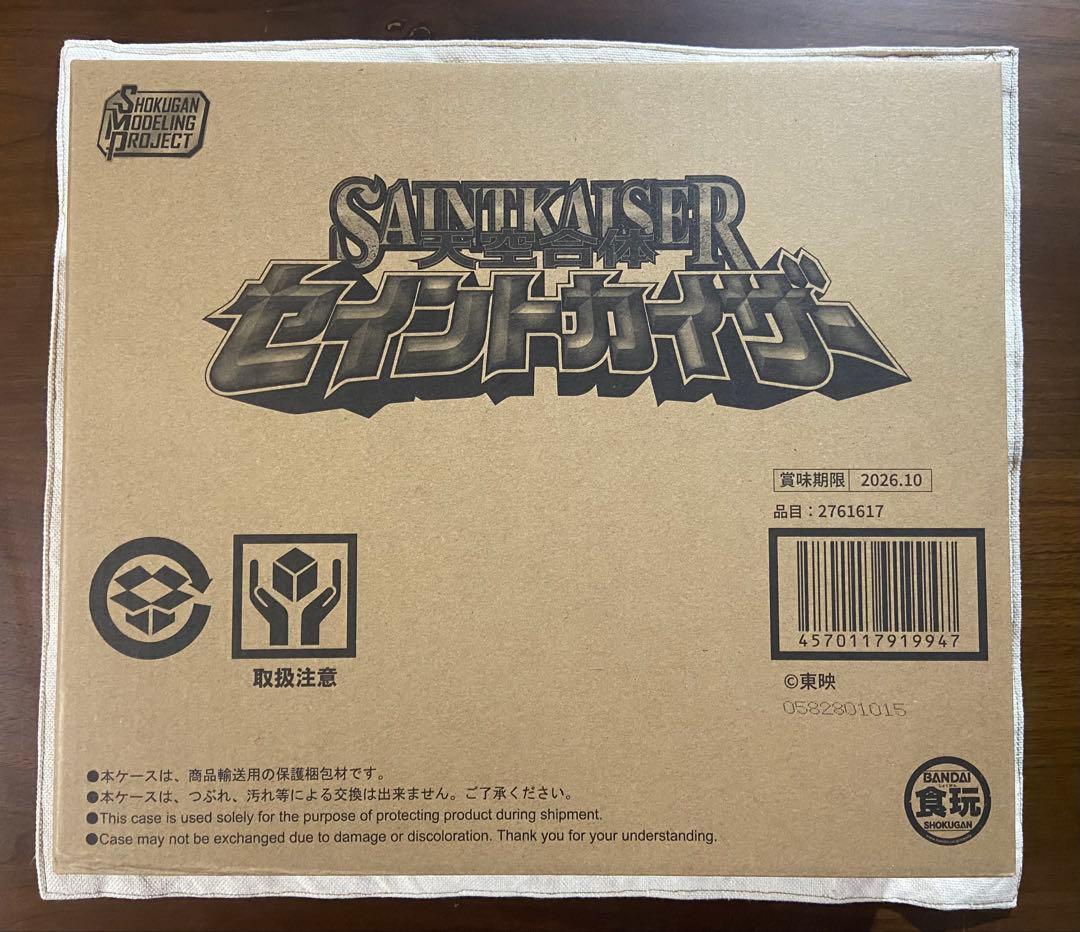 SHOKUGAN
MODELING
PROJECT
SAINTKAISER
天空合体
セイントカイザー
賞味期限 2026.10
品目：2761617
4570117919947
取扱注意
©東映
0582801015
●本ケースは、商品輸送用の保護梱包材です。
●本ケースは、つぶれ、汚れ等による交換は出来ません。ご了承ください。
●This case is used solely for the purpose of protecting product during shipment.
●Case may not be exchanged due to damage or discoloration. Thank you for your understanding.
BANDAI
食玩
SHOKUGAN